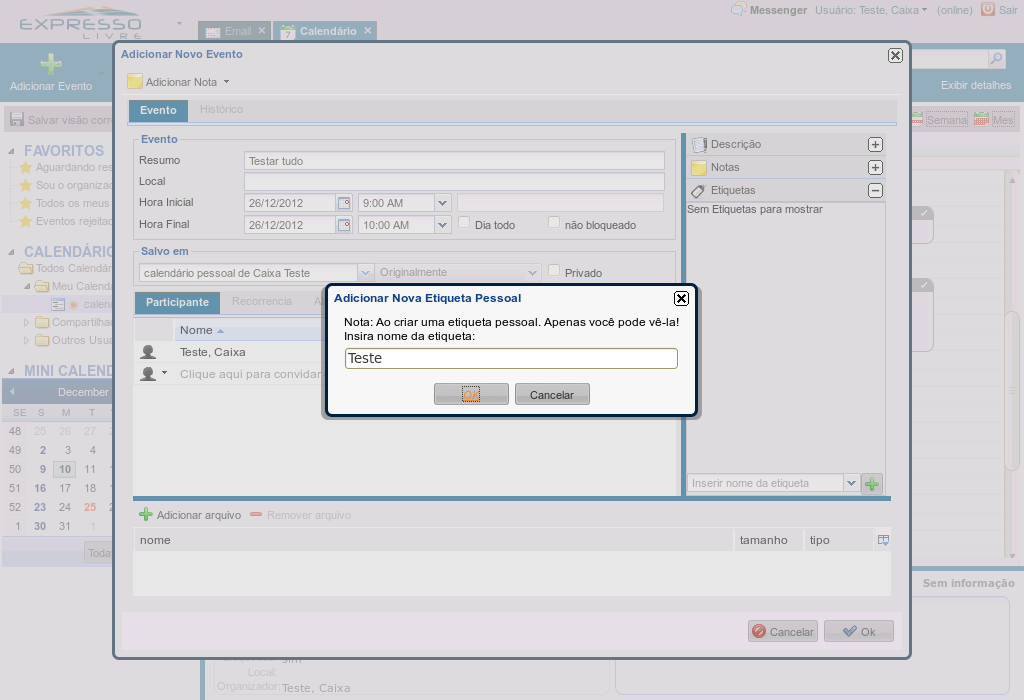 EXPRESSO
LIVRE
Email
Calendário
Messenger Usuário: Teste, Caixa (online) Sair
Adicionar Evento
Exibir detalhes
Salvar visão corr
Semana Mes
FAVORITOS
Aguardando res
Sou o organizad
Todos os meus
Eventos rejeitad
CALENDÁRIO
Todos Calendár
Meu Calend
calend
Compartilhad
Outros Usua
MINI CALEND
December
SE S M T
48 25 26 27
49 2 3 4
50 9 10 11
51 16 17 18
52 23 24 25
1 30 31 1
Toda
Adicionar Novo Evento
Adicionar Nota
Evento Histórico
Evento
Resumo Testar tudo
Local
Hora Inicial 26/12/2012 9:00 AM
Hora Final 26/12/2012 10:00 AM Dia todo não bloqueado
Salvo em
calendário pessoal de Caixa Teste Originalmente Privado
Participante Recorrencia A
Nome
Teste, Caixa
Clique aqui para convidar
Descrição
Notas
Etiquetas
Sem Etiquetas para mostrar
Inserir nome da etiqueta
Adicionar Nova Etiqueta Pessoal
Nota: Ao criar uma etiqueta pessoal. Apenas você pode vê-la!
Insira nome da etiqueta:
Teste
OK Cancelar
Adicionar arquivo Remover arquivo
nome tamanho tipo
Cancelar Ok
Sem informação
Sim
Local:
Organizador: Teste, Caixa